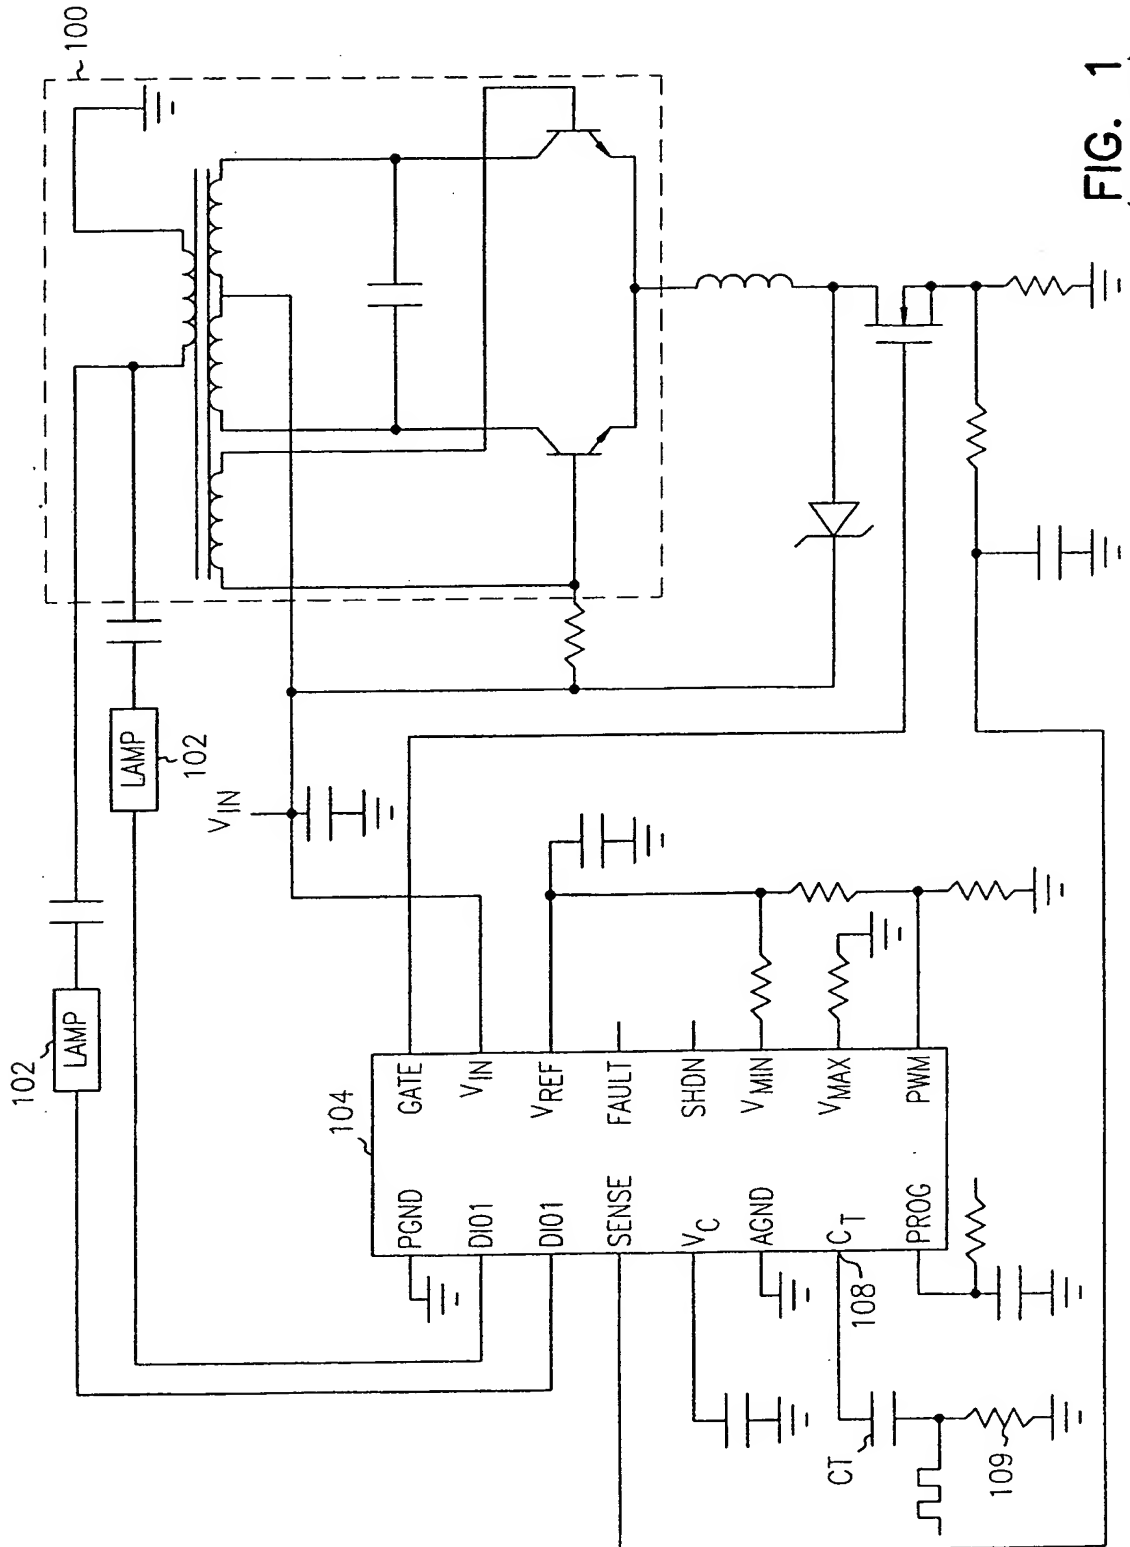 100
102
LAMP
LAMP
102
V_IN
104
PGND
DIO1
DIO1
SENSE
V_C
AGND
C_T
PROG
GATE
V_IN
V_REF
FAULT
SHDN
V_MIN
V_MAX
PWM
108
CT
109
FIG. 1